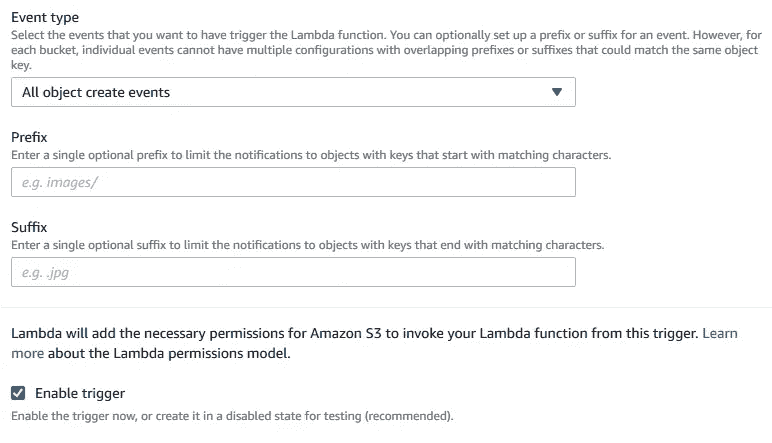 Event type
Select the events that you want to have trigger the Lambda function. You can optionally set up a prefix or suffix for an event. However, for
each bucket, individual events cannot have multiple configurations with overlapping prefixes or suffixes that could match the same object
key.
All object create events
Prefix
Enter a single optional prefix to limit the notifications to objects with keys that start with matching characters.
e.g. images/
Suffix
Enter a single optional suffix to limit the notifications to objects with keys that end with matching characters.
e.g. .jpg
Lambda will add the necessary permissions for Amazon S3 to invoke your Lambda function from this trigger. Learn
more about the Lambda permissions model.
Enable trigger
Enable the trigger now, or create it in a disabled state for testing (recommended).